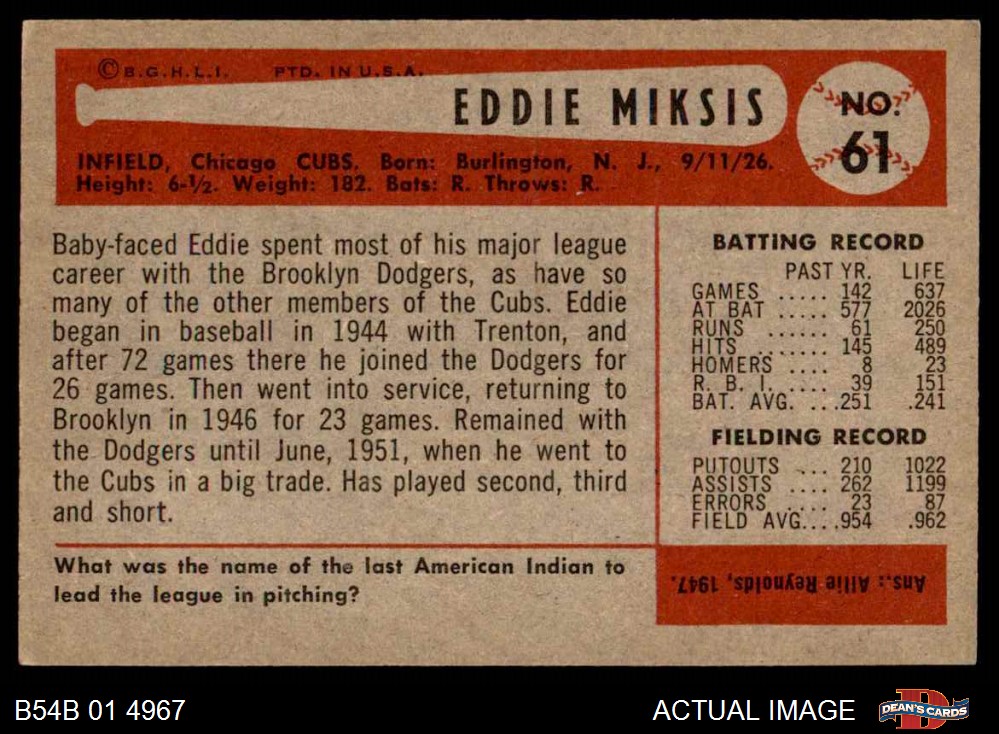 © B.G.H.L.I. PTD. IN U.S.A.
EDDIE MIKSIS
NO.
61
INFIELD, Chicago CUBS. Born: Burlington, N. J., 9/11/26.
Height: 6-½. Weight: 182. Bats: R. Throws: R.
Baby-faced Eddie spent most of his major league
career with the Brooklyn Dodgers, as have so
many of the other members of the Cubs. Eddie
began in baseball in 1944 with Trenton, and
after 72 games there he joined the Dodgers for
26 games. Then went into service, returning to
Brooklyn in 1946 for 23 games. Remained with
the Dodgers until June, 1951, when he went to
the Cubs in a big trade. Has played second, third
and short.
BATTING RECORD
PAST YR. LIFE
GAMES ..... 142 637
AT BAT ..... 577 2026
RUNS ...... 61 250
HITS ....... 145 489
HOMERS .... 8 23
R. B. I. .... 39 151
BAT. AVG. ... .251 .241
FIELDING RECORD
PUTOUTS ... 210 1022
ASSISTS .... 262 1199
ERRORS .... 23 87
FIELD AVG.... .954 .962
What was the name of the last American Indian to
lead the league in pitching?
Ans.: Allie Reynolds, 1947.
B54B 01 4967
ACTUAL IMAGE
D
DEAN'S CARDS